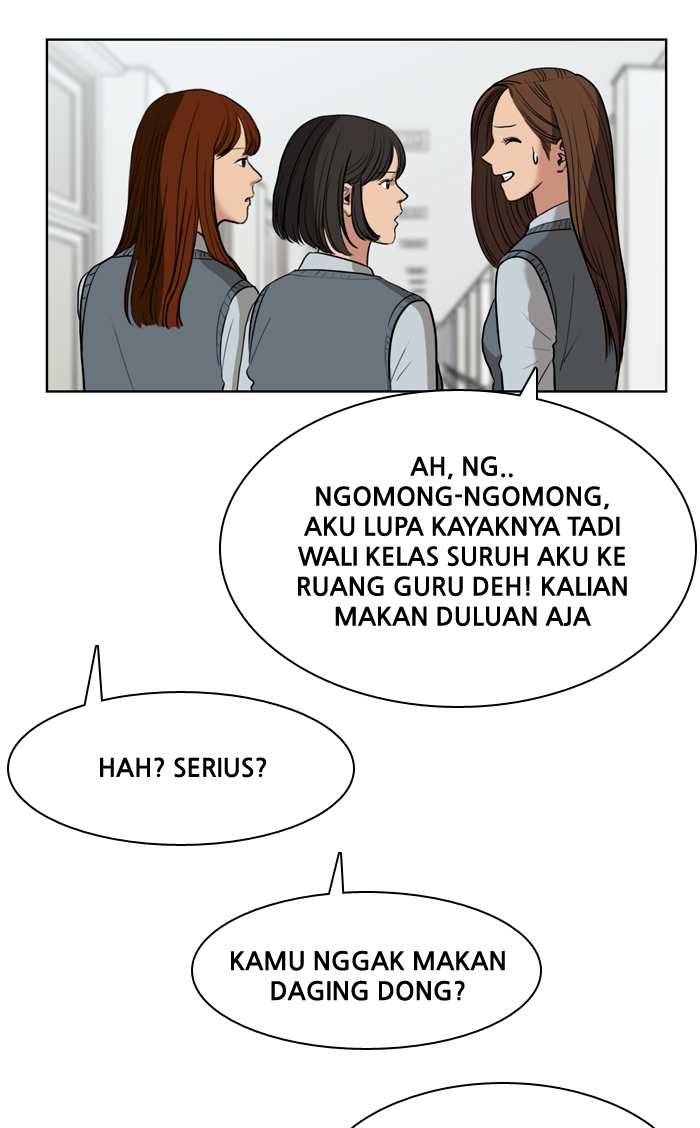 AH, NG..
NGOMONG-NGOMONG,
AKU LUPA KAYAKNYA TADI
WALI KELAS SURUH AKU KE
RUANG GURU DEH! KALIAN
MAKAN DULUAN AJA
HAH? SERIUS?
KAMU NGGAK MAKAN
DAGING DONG?